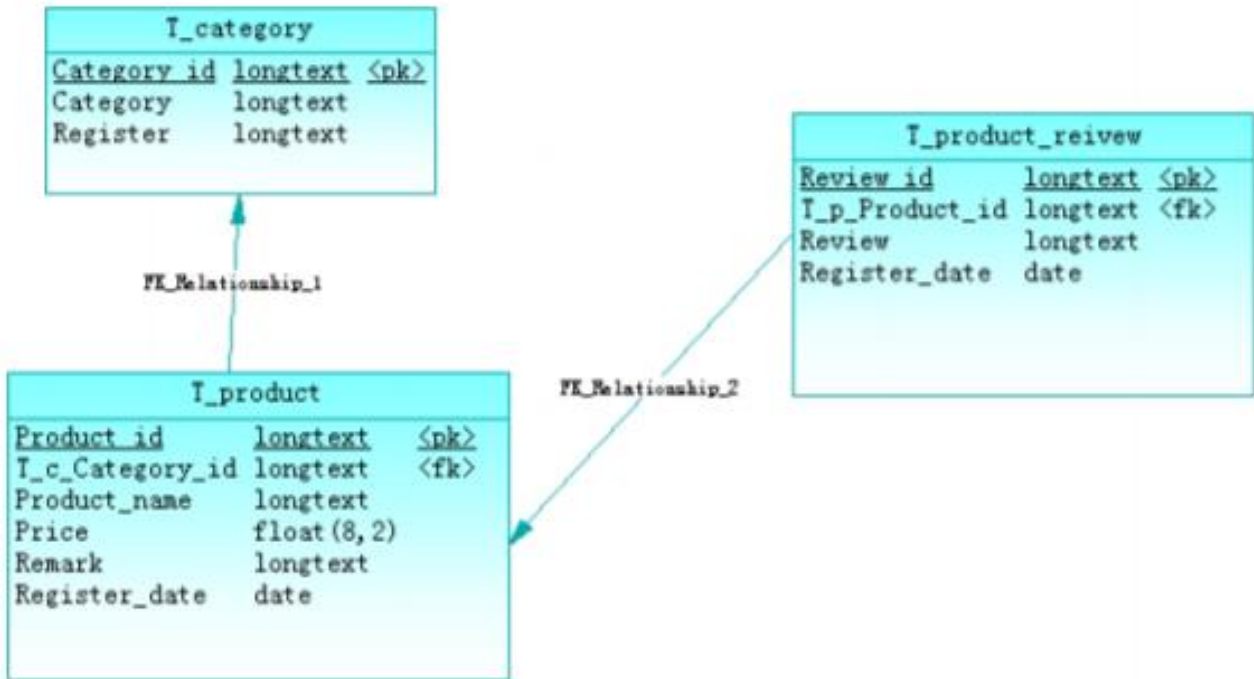 T_category
Category_id longtext <pk>
Category longtext
Register longtext
T_product_reivew
Review_id longtext <pk>
T_p_Product_id longtext <fk>
Review longtext
Register_date date
FK_Relationship_1
FK_Relationship_2
T_product
Product_id longtext <pk>
T_c_Category_id longtext <fk>
Product_name longtext
Price float(8,2)
Remark longtext
Register_date date